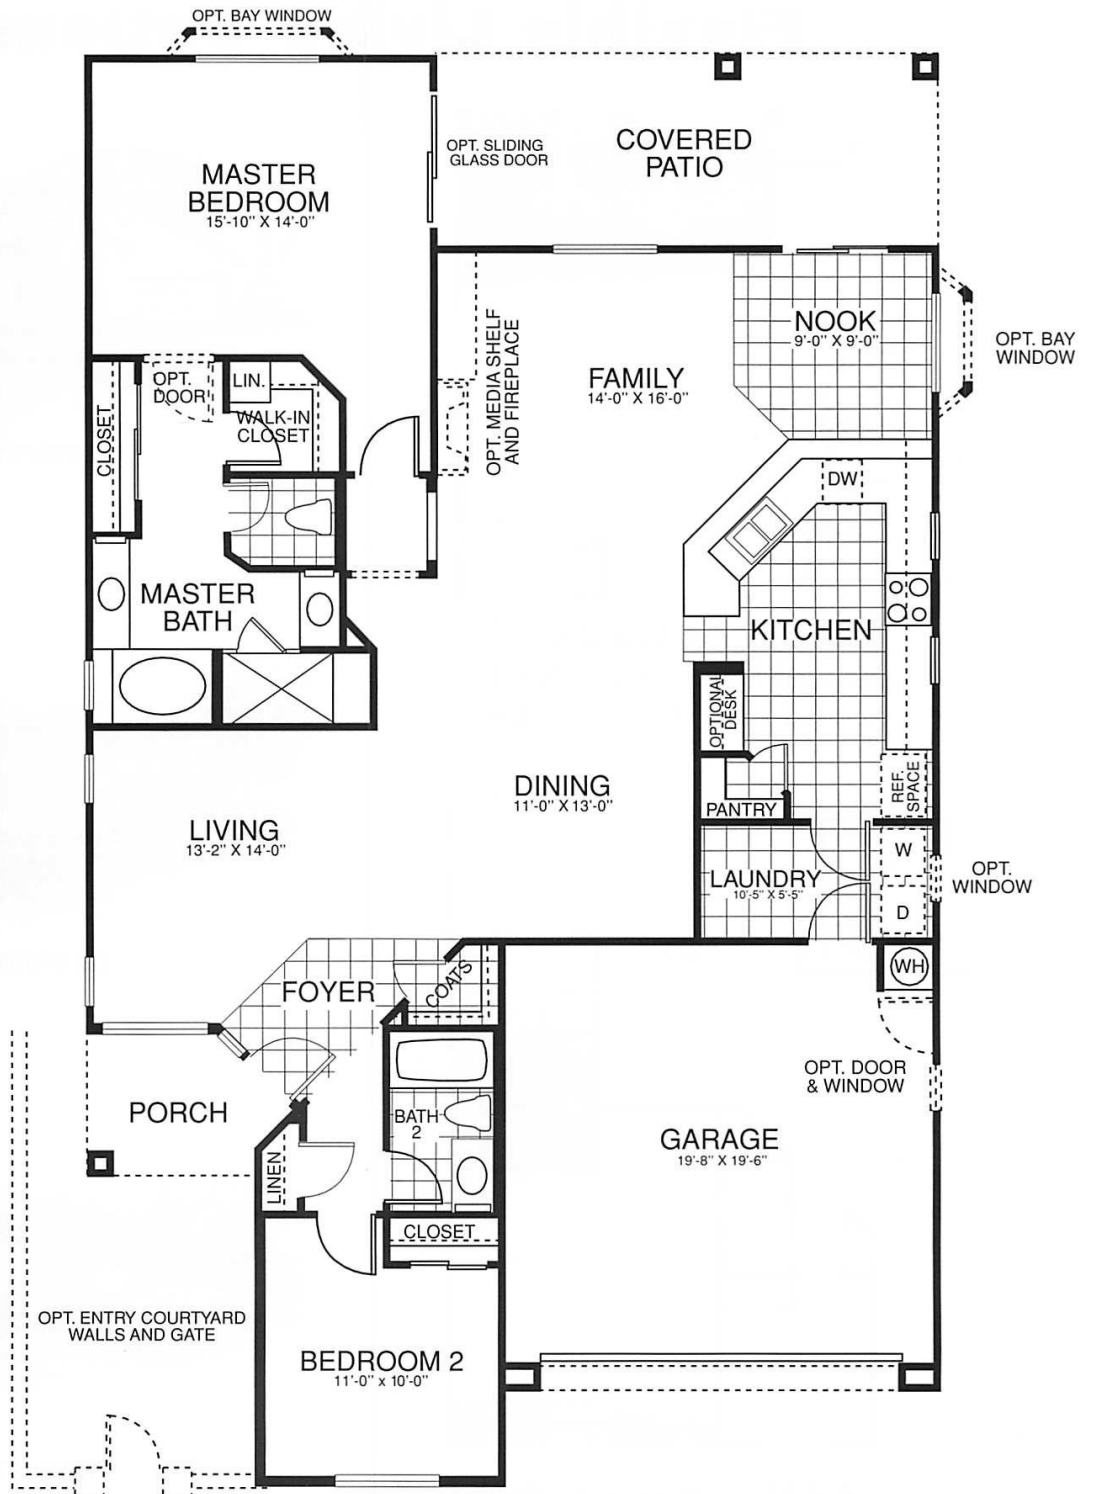 OPT. BAY WINDOW
COVERED
PATIO
OPT. SLIDING
GLASS DOOR
MASTER
BEDROOM
15'-10" X 14'-0"
NOOK
9'-0" X 9'-0"
OPT. BAY
WINDOW
OPT. MEDIA SHELF
AND FIREPLACE
FAMILY
14'-0" X 16'-0"
OPT.
DOOR
LIN.
CLOSET
WALK-IN
CLOSET
DW
MASTER
BATH
KITCHEN
OPTIONAL
DESK
REF.
SPACE
PANTRY
DINING
11'-0" X 13'-0"
LIVING
13'-2" X 14'-0"
LAUNDRY
10'-5" X 5'-5"
W
D
OPT.
WINDOW
FOYER
COATS
WH
OPT. DOOR
& WINDOW
PORCH
BATH
2
GARAGE
19'-8" X 19'-6"
LINEN
CLOSET
OPT. ENTRY COURTYARD
WALLS AND GATE
BEDROOM 2
11'-0" x 10'-0"